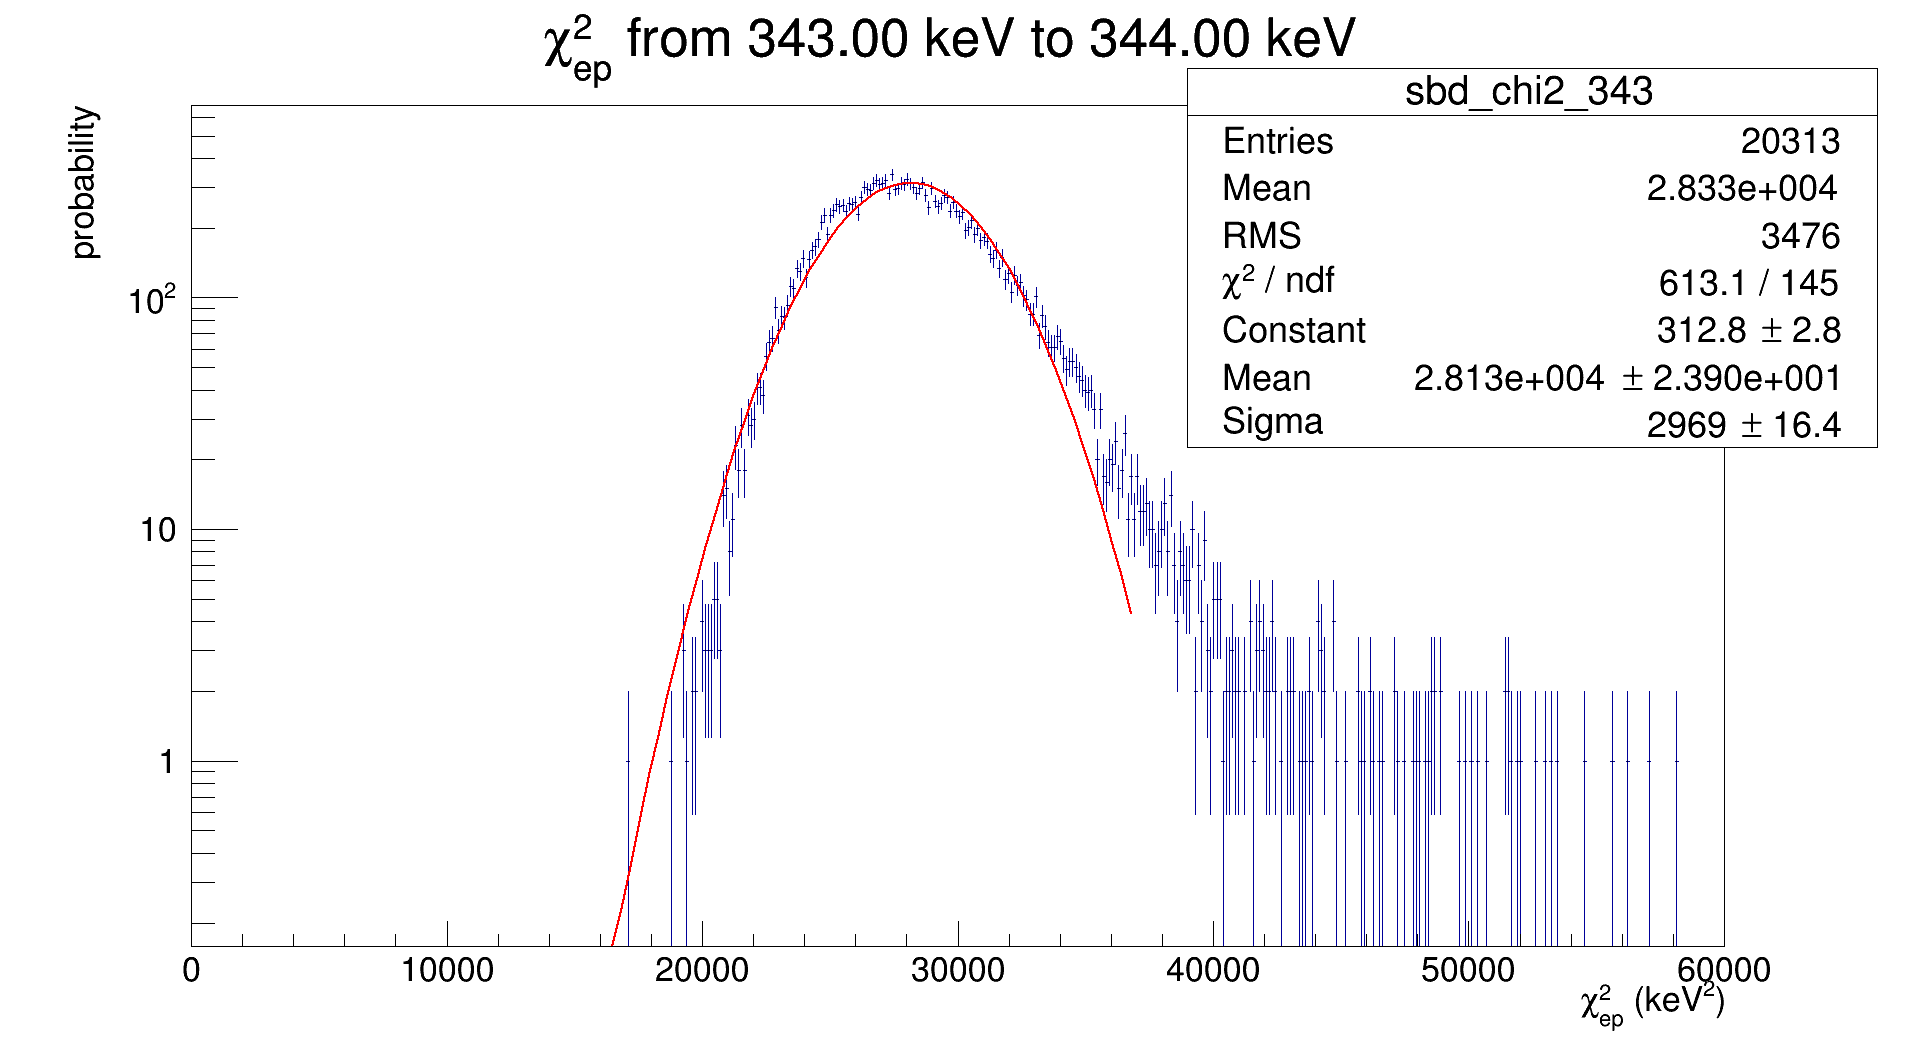 χ²ep from 343.00 keV to 344.00 keV
sbd_chi2_343
Entries 20313
Mean 2.833e+004
RMS 3476
χ² / ndf 613.1 / 145
Constant 312.8 ± 2.8
Mean 2.813e+004 ± 2.390e+001
Sigma 2969 ± 16.4
probability
10²
10
1
0 10000 20000 30000 40000 50000 60000
χ²ep (keV²)